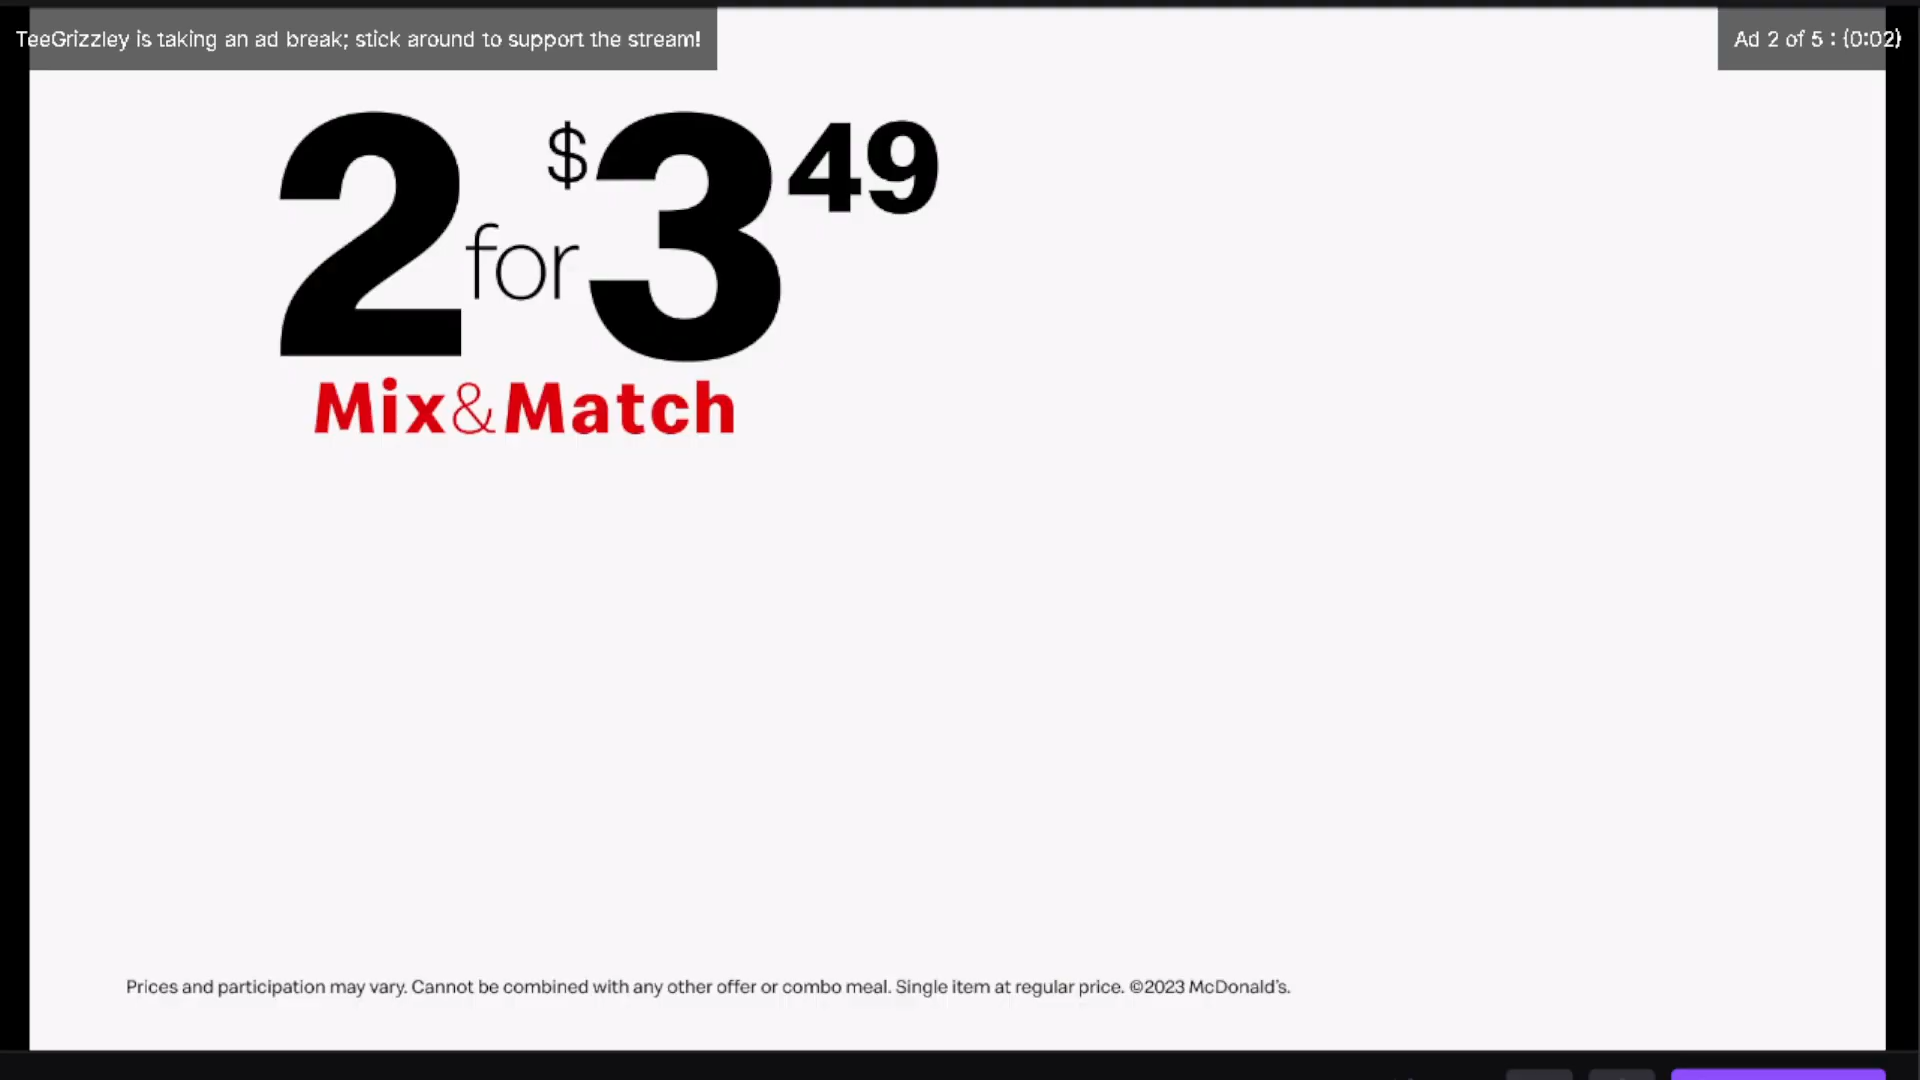 TeeGrizzley is taking an ad break; stick around to support the stream!
Ad 2 of 5 : (0:02)
2 for $3 49
Mix & Match
Prices and participation may vary. Cannot be combined with any other offer or combo meal. Single item at regular price. ©2023 McDonald's.